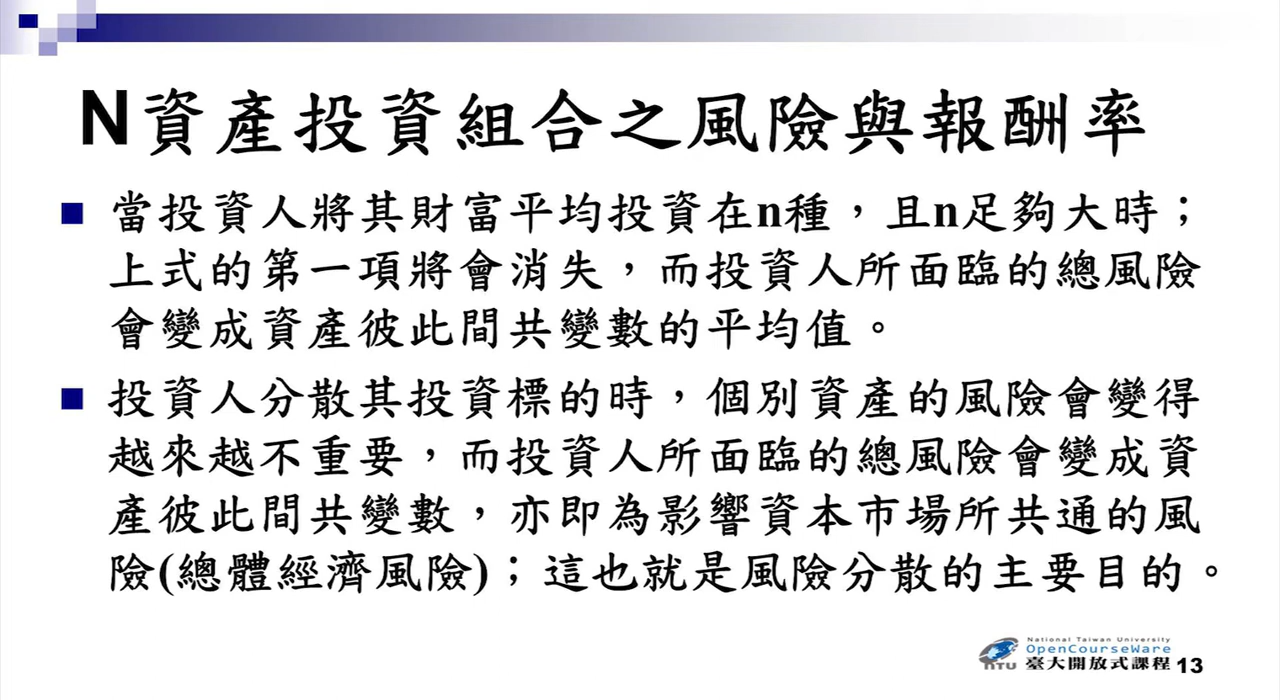 N資產投資組合之風險與報酬率
當投資人將其財富平均投資在n種，且n足夠大時；
上式的第一項將會消失，而投資人所面臨的總風險
會變成資產彼此間共變數的平均值。
投資人分散其投資標的時，個別資產的風險會變得
越來越不重要，而投資人所面臨的總風險會變成資
產彼此間共變數，亦即為影響資本市場所共通的風
險(總體經濟風險)；這也就是風險分散的主要目的。
National Taiwan University
OpenCourseWare
NTU 臺大開放式課程 13